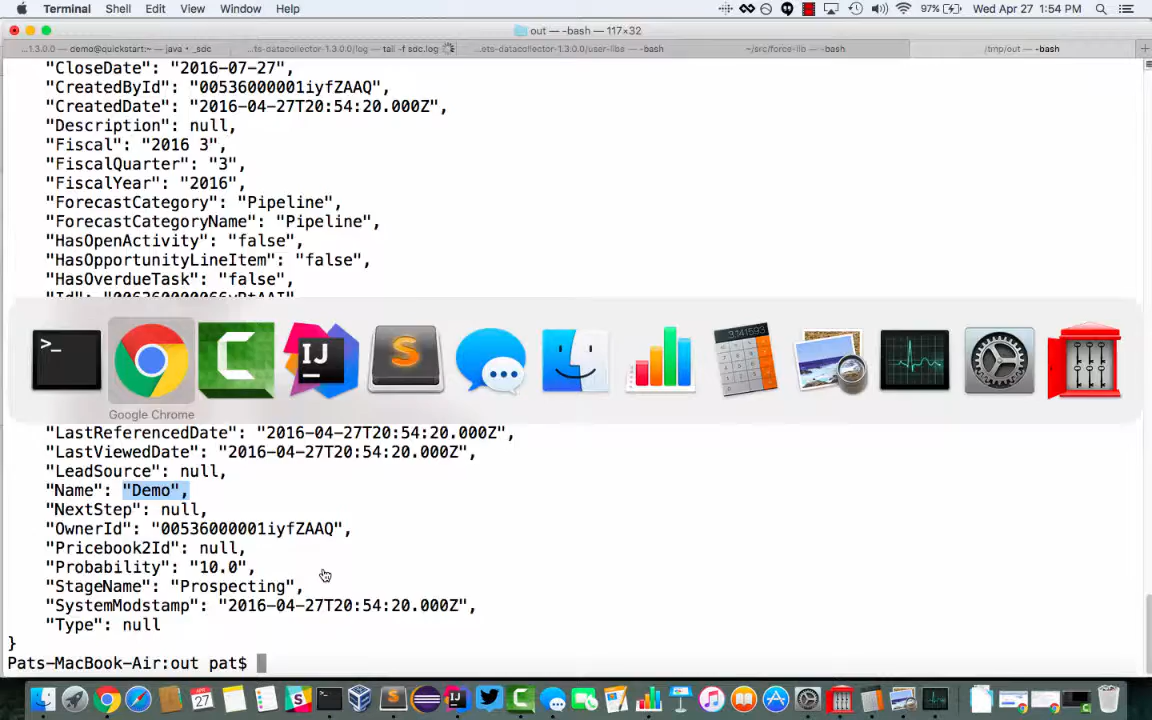 Terminal Shell Edit View Window Help 97% Wed Apr 27 1:54 PM
out — -bash — 117×32
...1.3.0.0 — demo@quickstart:~ — java • _sdc ...ts-datacollector-1.3.0.0/log — tail -f sdc.log ...ets-datacollector-1.3.0.0/user-libs — -bash ~/src/force-lib — -bash /tmp/out — -bash
"CloseDate": "2016-07-27",
"CreatedById": "00536000001iyfZAAQ",
"CreatedDate": "2016-04-27T20:54:20.000Z",
"Description": null,
"Fiscal": "2016 3",
"FiscalQuarter": "3",
"FiscalYear": "2016",
"ForecastCategory": "Pipeline",
"ForecastCategoryName": "Pipeline",
"HasOpenActivity": "false",
"HasOpportunityLineItem": "false",
"HasOverdueTask": "false",
>_
IJ
S
3.141593
Google Chrome
"LastReferencedDate": "2016-04-27T20:54:20.000Z",
"LastViewedDate": "2016-04-27T20:54:20.000Z",
"LeadSource": null,
"Name": "Demo",
"NextStep": null,
"OwnerId": "00536000001iyfZAAQ",
"Pricebook2Id": null,
"Probability": "10.0",
"StageName": "Prospecting",
"SystemModstamp": "2016-04-27T20:54:20.000Z",
"Type": null
}
Pats-MacBook-Air:out pat$